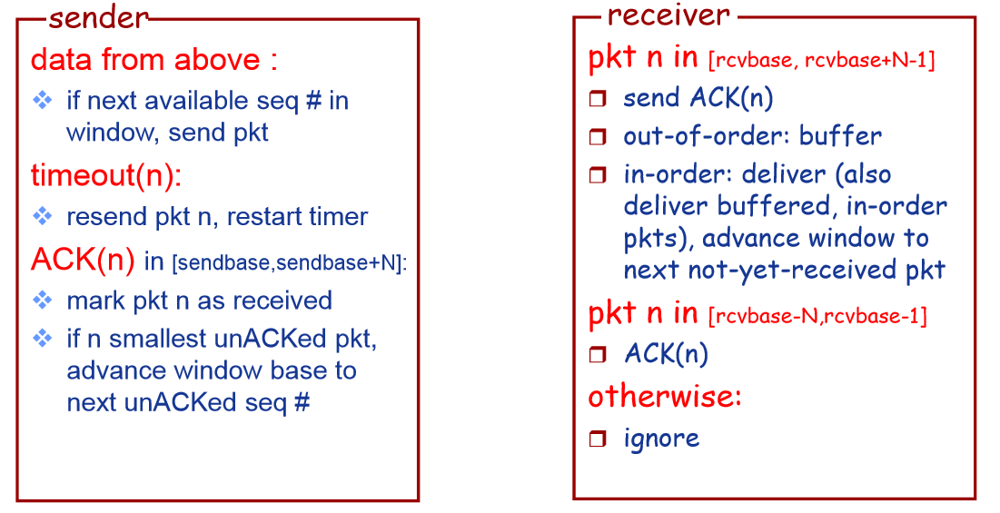 sender
data from above :
❖ if next available seq # in
window, send pkt
timeout(n):
❖ resend pkt n, restart timer
ACK(n) in [sendbase,sendbase+N]:
❖ mark pkt n as received
❖ if n smallest unACKed pkt,
advance window base to
next unACKed seq #
receiver
pkt n in [rcvbase, rcvbase+N-1]
❒ send ACK(n)
❒ out-of-order: buffer
❒ in-order: deliver (also
deliver buffered, in-order
pkts), advance window to
next not-yet-received pkt
pkt n in [rcvbase-N,rcvbase-1]
❒ ACK(n)
otherwise:
❒ ignore